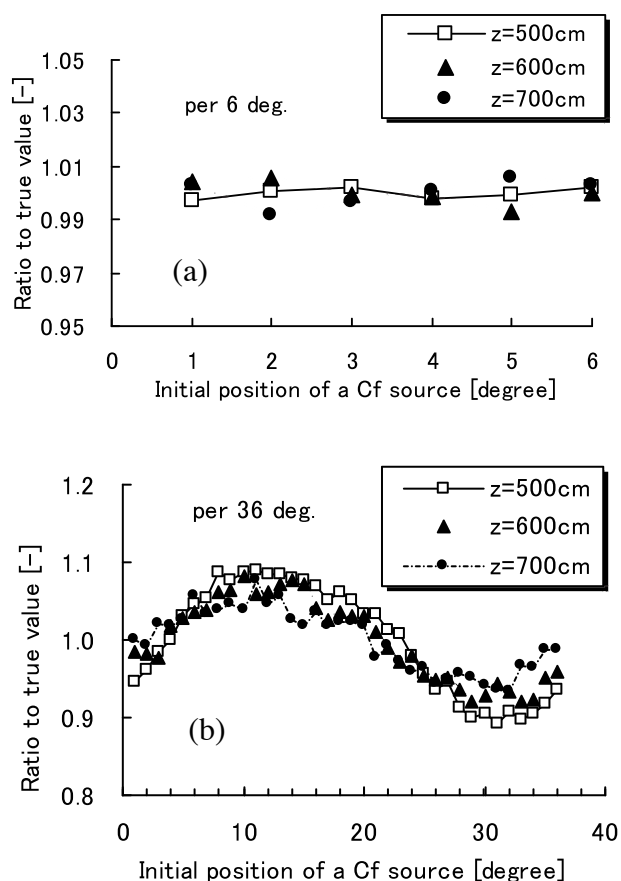 z=500cm
z=600cm
z=700cm
1.05
1.03
1.01
0.99
0.97
0.95
Ratio to true value [-]
per 6 deg.
(a)
0 1 2 3 4 5 6
Initial position of a Cf source [degree]
z=500cm
z=600cm
z=700cm
1.2
1.1
1.0
0.9
0.8
Ratio to true value [-]
per 36 deg.
(b)
0 10 20 30 40
Initial position of a Cf source [degree]